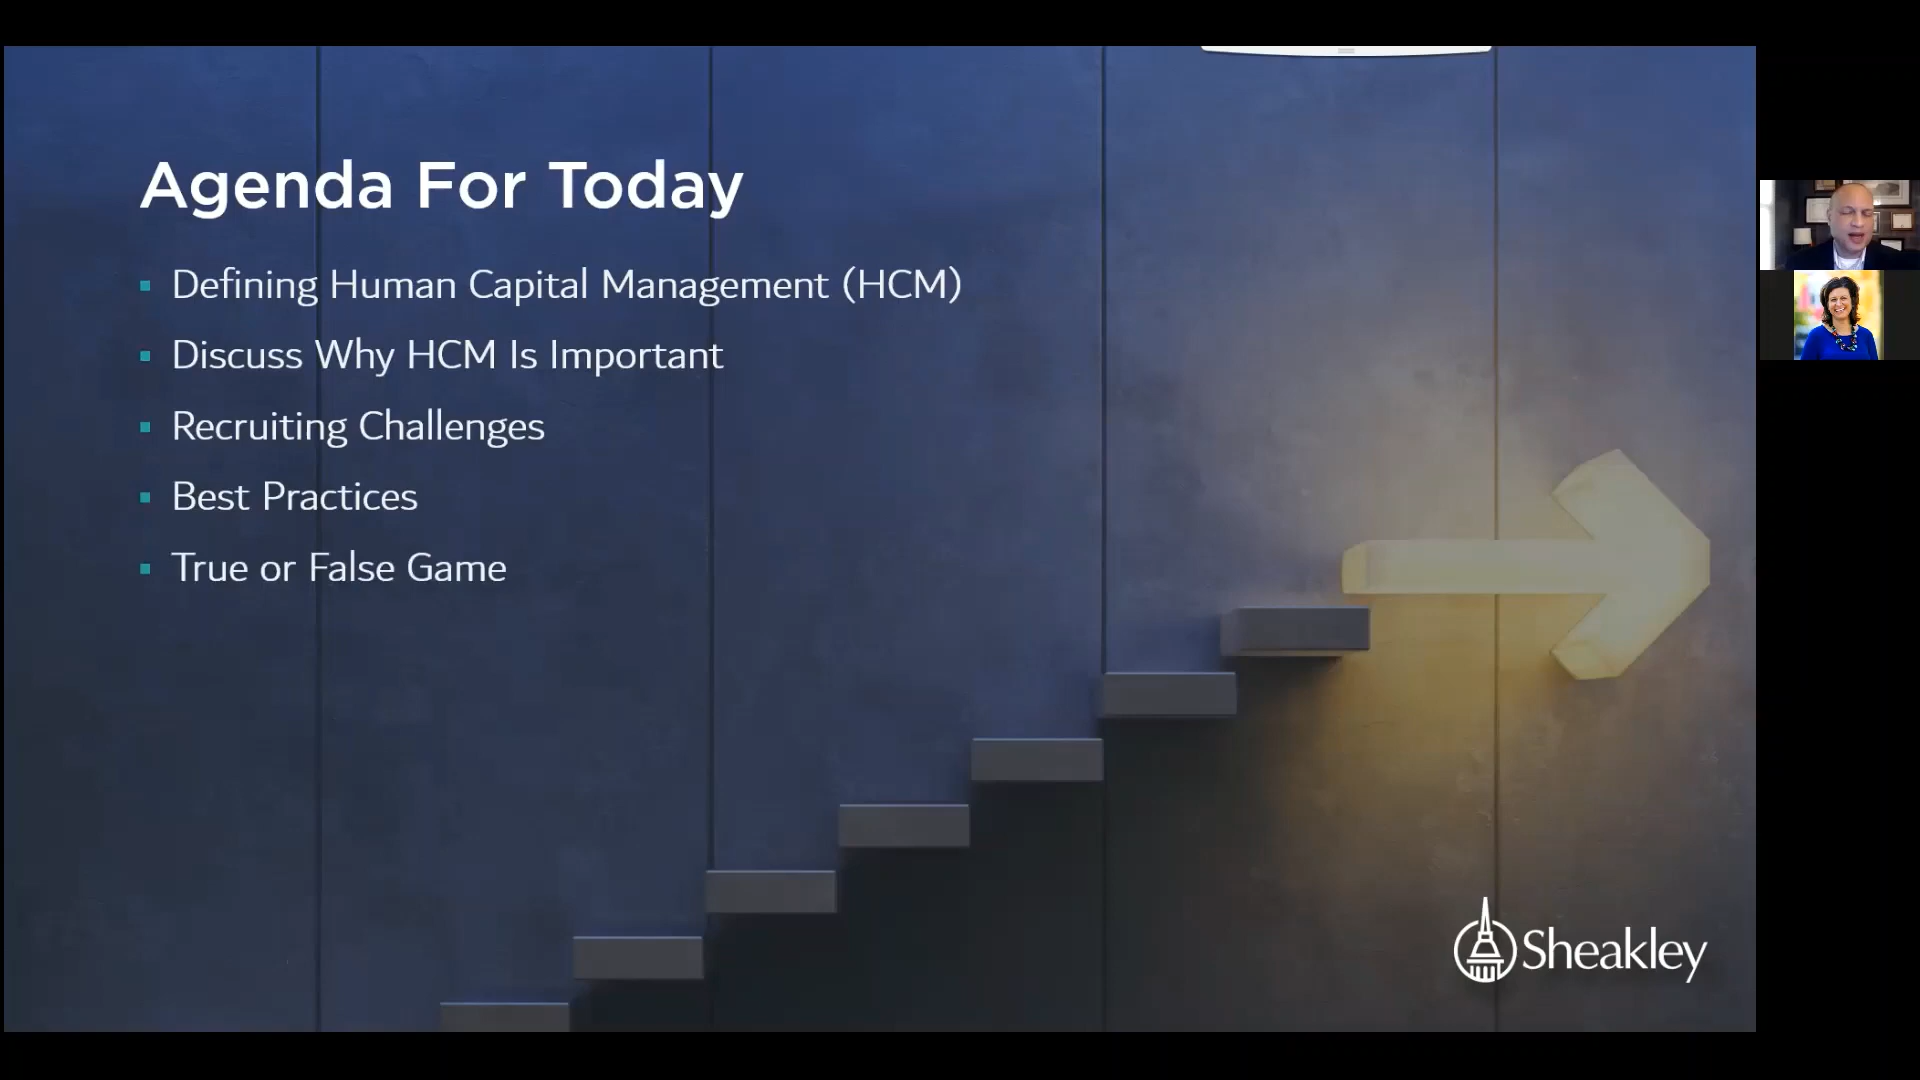 Agenda For Today
Defining Human Capital Management (HCM)
Discuss Why HCM Is Important
Recruiting Challenges
Best Practices
True or False Game
Sheakley